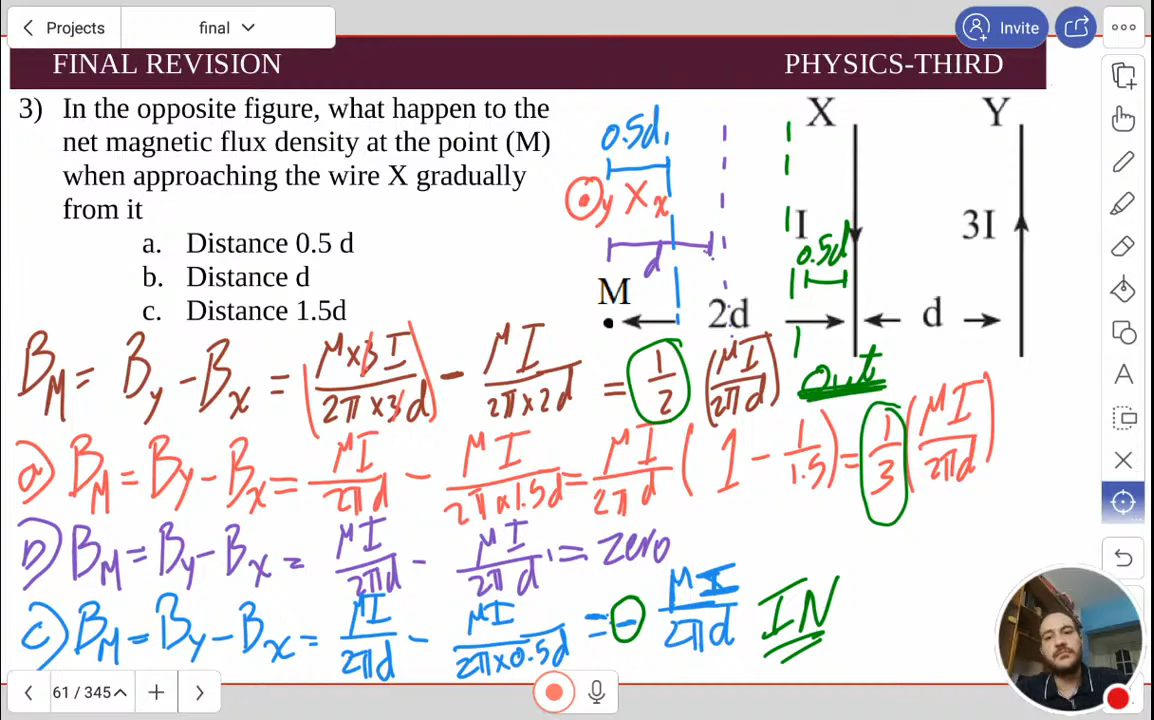 Projects final Invite
FINAL REVISION PHYSICS-THIRD
3) In the opposite figure, what happen to the
net magnetic flux density at the point (M)
when approaching the wire X gradually
from it
a. Distance 0.5 d
b. Distance d
c. Distance 1.5d
0.5d
⊙y X x
d
M
2d
X
I
0.5d
Y
3I
d
out
B_M = B_y - B_x = (μ×3I)/(2π×3d) - μI/(2π×2d) = 1/2 (μI/2πd)
a) B_M = B_y - B_x = μI/2πd - μI/(2π×1.5d) = μI/2πd (1 - 1/1.5) = 1/3 (μI/2πd)
b) B_M = B_y - B_x = μI/2πd - μI/2πd = zero
c) B_M = B_y - B_x = μI/2πd - μI/(2π×0.5d) = - μI/2πd IN
61 / 345